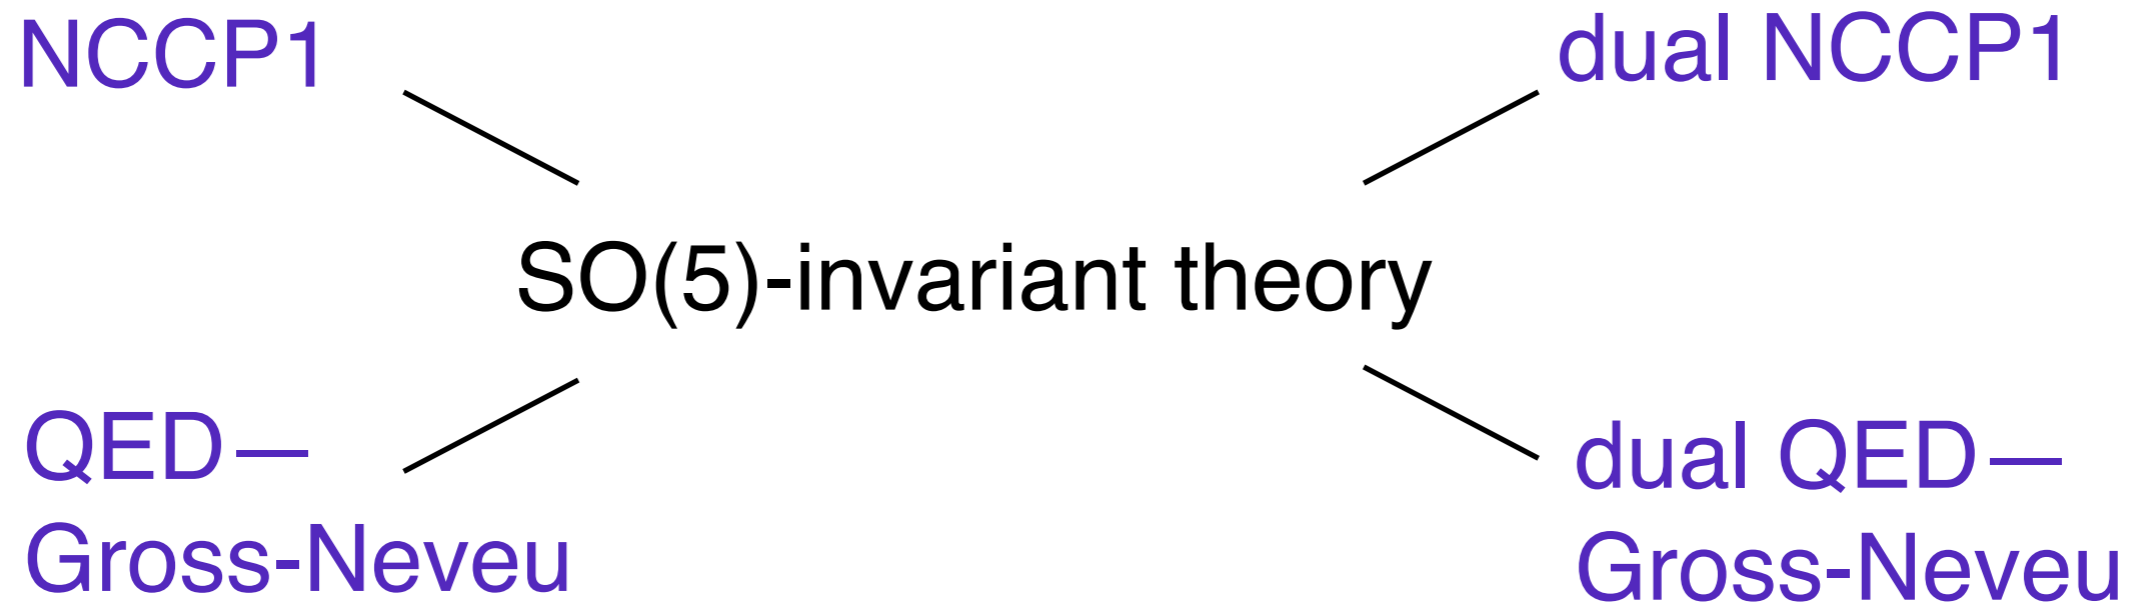 NCCP1
dual NCCP1
SO(5)-invariant theory
QED—
Gross-Neveu
dual QED—
Gross-Neveu